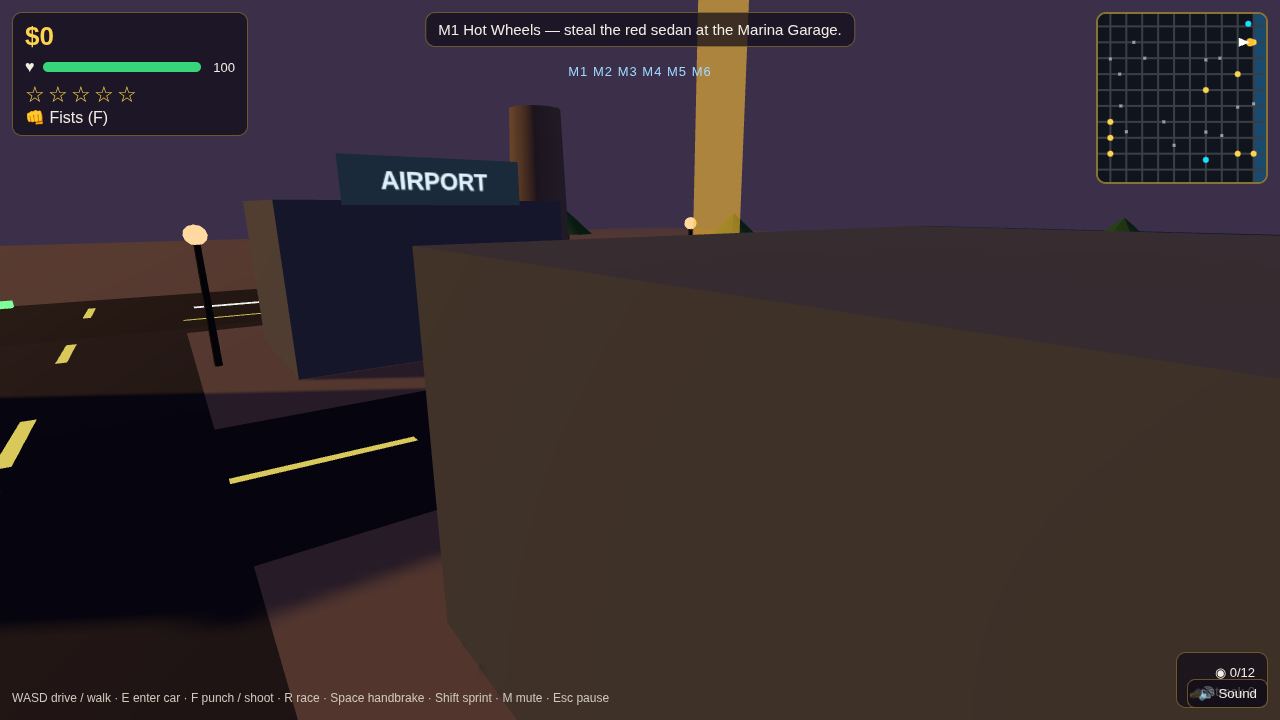 $0
M1 Hot Wheels — steal the red sedan at the Marina Garage.
♥ 100
☆☆☆☆☆
👊 Fists (F)
M1 M2 M3 M4 M5 M6
AIRPORT
◉ 0/12
🔊 Sound
WASD drive / walk · E enter car · F punch / shoot · R race · Space handbrake · Shift sprint · M mute · Esc pause